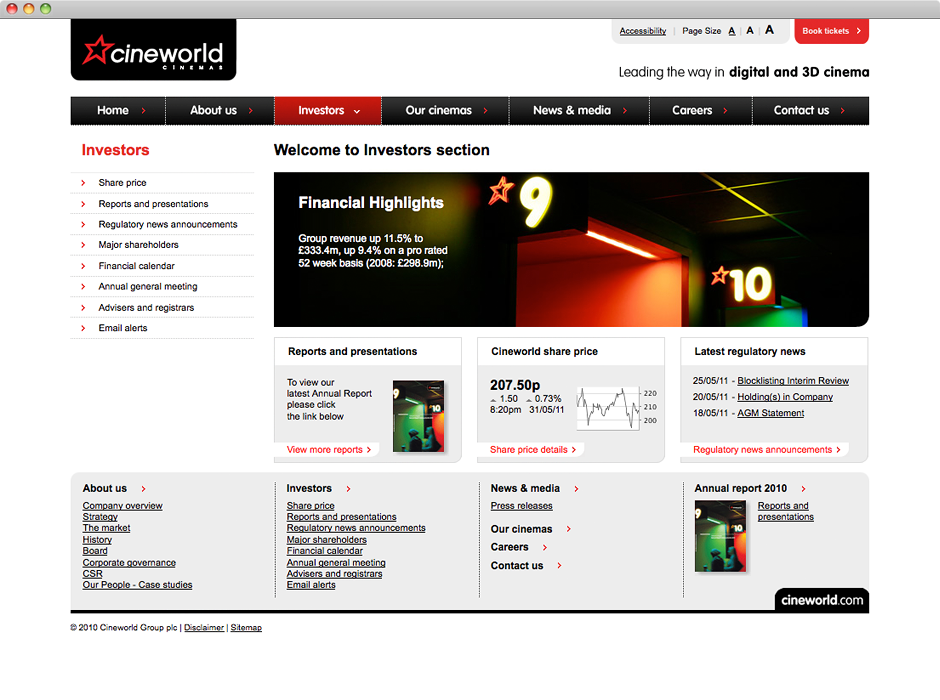 Accessibility | Page Size A A A
Book tickets
cineworld
CINEMAS
Leading the way in digital and 3D cinema
Home
About us
Investors
Our cinemas
News & media
Careers
Contact us
Investors
Share price
Reports and presentations
Regulatory news announcements
Major shareholders
Financial calendar
Annual general meeting
Advisers and registrars
Email alerts
Welcome to Investors section
Financial Highlights
Group revenue up 11.5% to
£333.4m, up 9.4% on a pro rated
52 week basis (2008: £298.9m);
9
10
Reports and presentations
To view our
latest Annual Report
please click
the link below
9
10
View more reports
Cineworld share price
207.50p
1.50 0.73%
8:20pm 31/05/11
220
210
200
Share price details
Latest regulatory news
25/05/11 - Blocklisting Interim Review
20/05/11 - Holding(s) in Company
18/05/11 - AGM Statement
Regulatory news announcements
About us
Company overview
Strategy
The market
History
Board
Corporate governance
CSR
Our People - Case studies
Investors
Share price
Reports and presentations
Regulatory news announcements
Major shareholders
Financial calendar
Annual general meeting
Advisers and registrars
Email alerts
News & media
Press releases
Our cinemas
Careers
Contact us
Annual report 2010
9
10
Reports and
presentations
cineworld.com
© 2010 Cineworld Group plc | Disclaimer | Sitemap